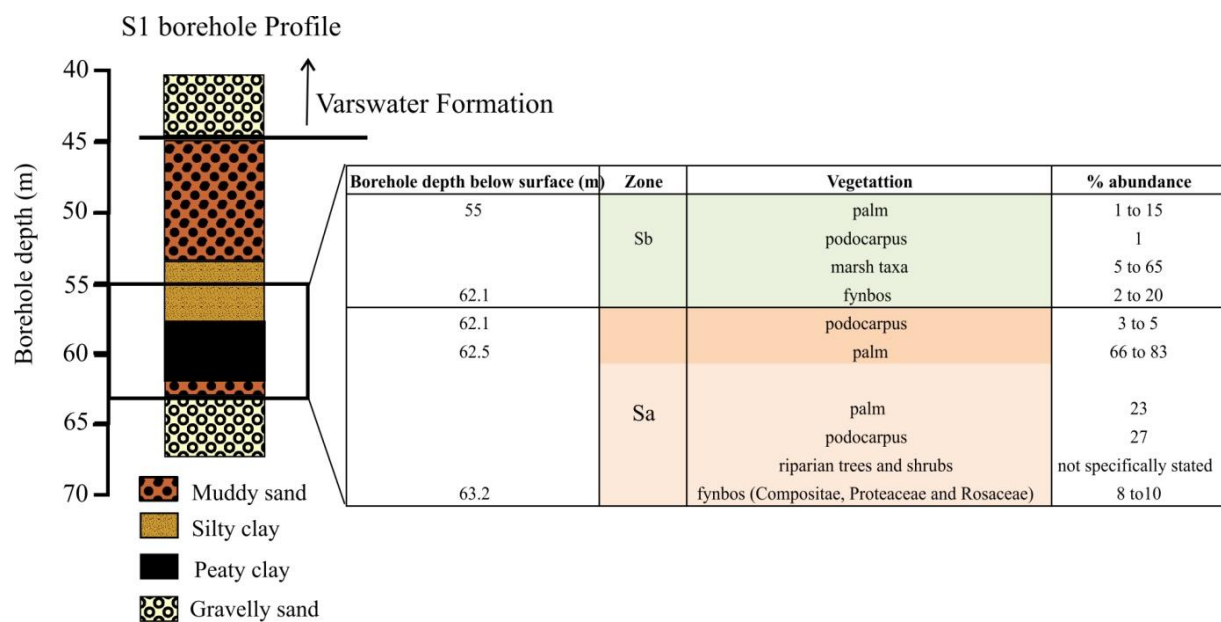 S1 borehole Profile
Varswater Formation
Borehole depth (m)
40
45
50
55
60
65
70
Borehole depth below surface (m) Zone Vegetattion % abundance
55 palm 1 to 15
Sb podocarpus 1
marsh taxa 5 to 65
62.1 fynbos 2 to 20
62.1 podocarpus 3 to 5
62.5 palm 66 to 83
Sa palm 23
podocarpus 27
riparian trees and shrubs not specifically stated
63.2 fynbos (Compositae, Proteaceae and Rosaceae) 8 to10
Muddy sand
Silty clay
Peaty clay
Gravelly sand